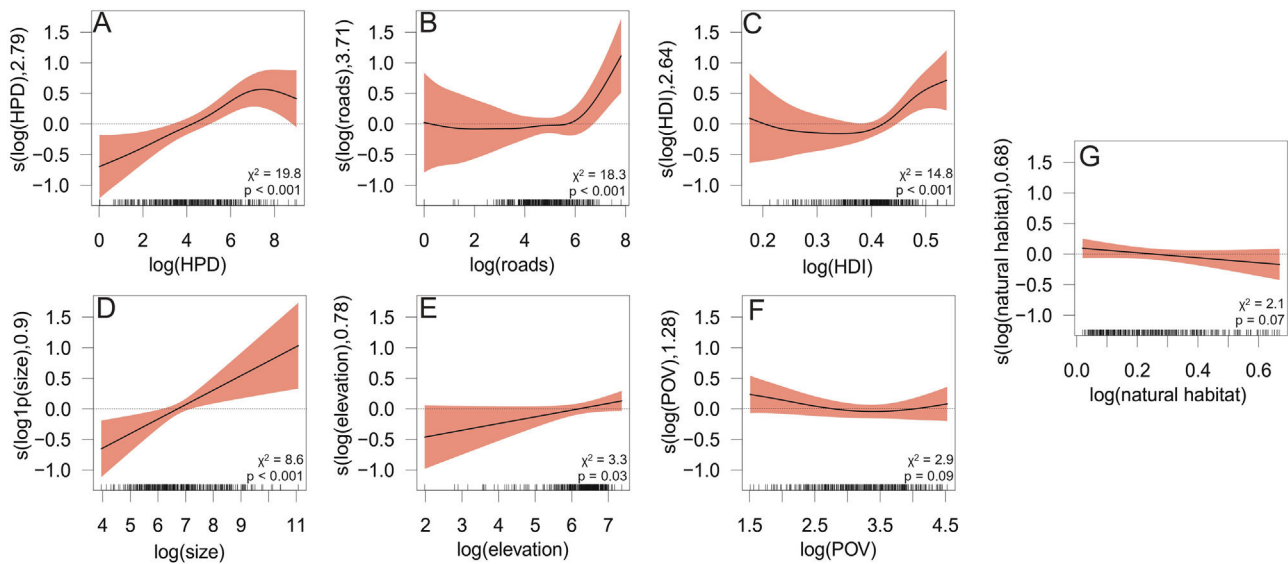 A
s(log(HPD),2.79)
1.5
1.0
0.5
0.0
−0.5
−1.0
χ² = 19.8
p < 0.001
0 2 4 6 8
log(HPD)
B
s(log(roads),3.71)
1.5
1.0
0.5
0.0
−0.5
−1.0
χ² = 18.3
p < 0.001
0 2 4 6 8
log(roads)
C
s(log(HDI),2.64)
1.5
1.0
0.5
0.0
−0.5
−1.0
χ² = 14.8
p < 0.001
0.2 0.3 0.4 0.5
log(HDI)
D
s(log1p(size),0.9)
1.5
1.0
0.5
0.0
−0.5
−1.0
χ² = 8.6
p < 0.001
4 5 6 7 8 9 11
log(size)
E
s(log(elevation),0.78)
1.5
1.0
0.5
0.0
−0.5
−1.0
χ² = 3.3
p = 0.03
2 3 4 5 6 7
log(elevation)
F
s(log(POV),1.28)
1.5
1.0
0.5
0.0
−0.5
−1.0
χ² = 2.9
p = 0.09
1.5 2.5 3.5 4.5
log(POV)
G
s(log(natural habitat),0.68)
1.5
1.0
0.5
0.0
−0.5
−1.0
χ² = 2.1
p = 0.07
0.0 0.2 0.4 0.6
log(natural habitat)